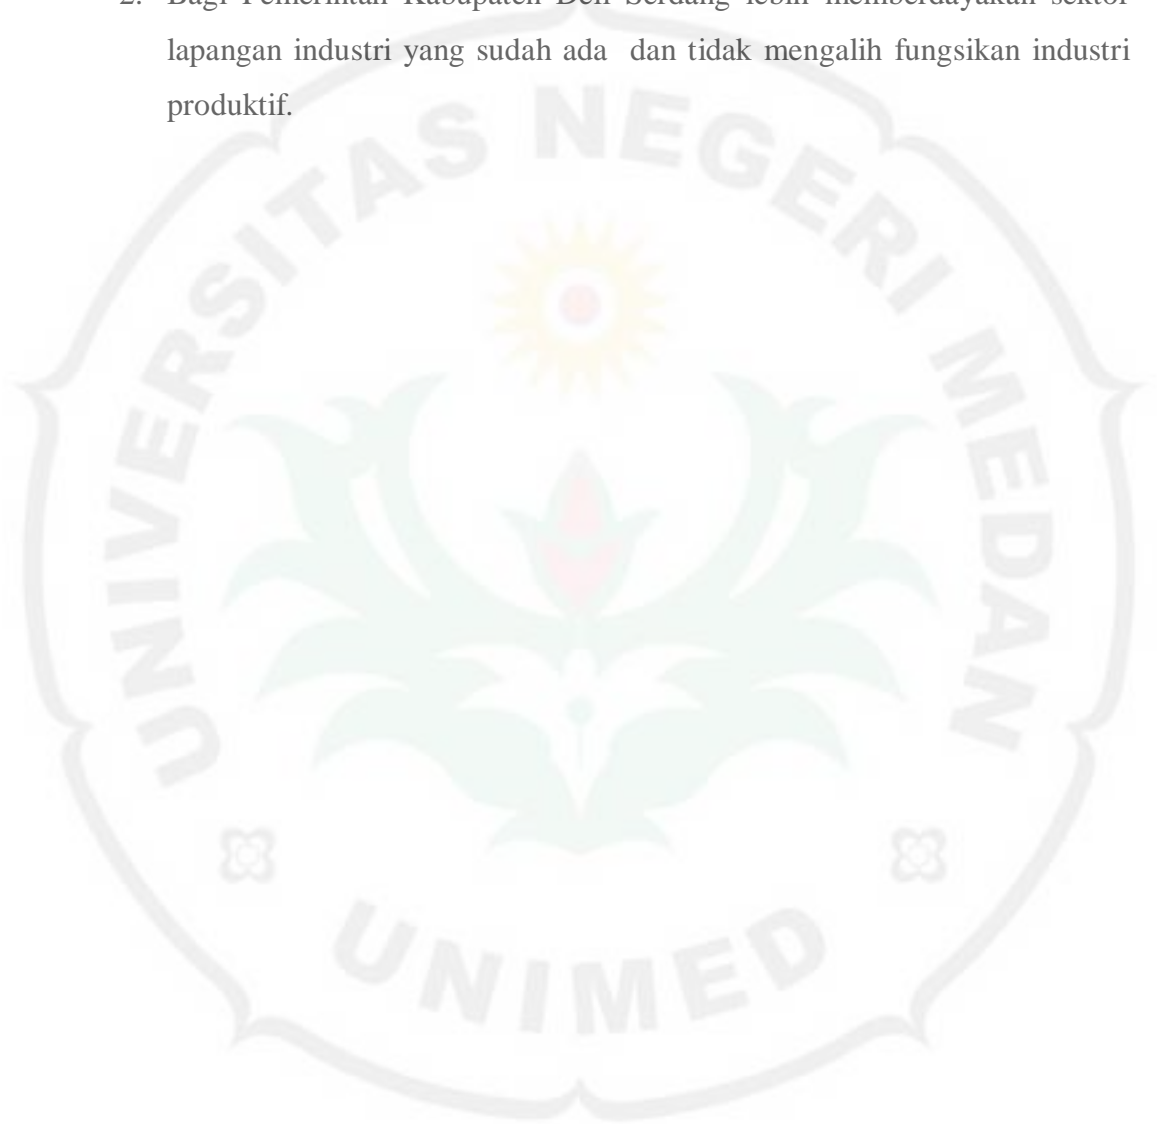 2. Bagi Pemerintah Kabupaten Deli Serdang lebih memberdayakan sektor
lapangan industri yang sudah ada dan tidak mengalih fungsikan industri
produktif.
UNIVERSITAS NEGERI MEDAN
UNIMED